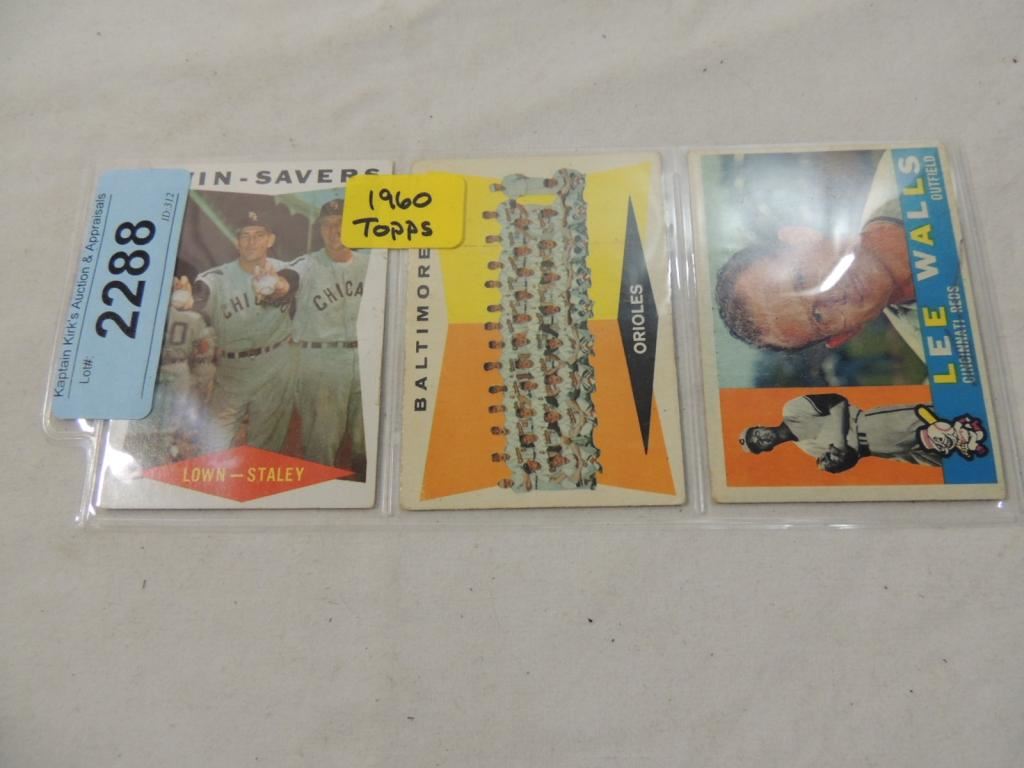 Kaptain Kirk's Auction & Appraisals
Lot#:
2288
ID:312
IN-SAVERS
1960
Topps
CHIC
CHICA
LOWN—STALEY
BALTIMORE
ORIOLES
LEE WALLS
CINCINNATI REDS
OUTFIELD